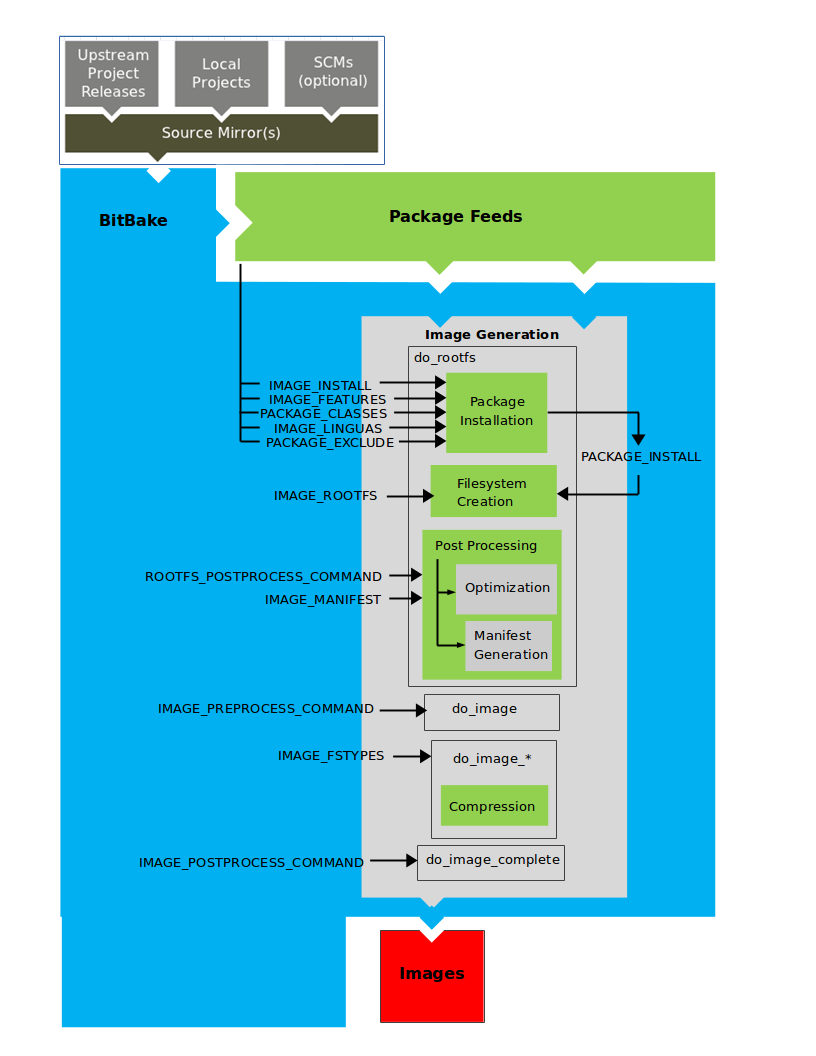 Upstream
Project
Releases
Local
Projects
SCMs
(optional)
Source Mirror(s)
BitBake
Package Feeds
Image Generation
do_rootfs
IMAGE_INSTALL
IMAGE_FEATURES
PACKAGE_CLASSES
IMAGE_LINGUAS
PACKAGE_EXCLUDE
Package
Installation
PACKAGE_INSTALL
IMAGE_ROOTFS
Filesystem
Creation
Post Processing
ROOTFS_POSTPROCESS_COMMAND
IMAGE_MANIFEST
Optimization
Manifest
Generation
IMAGE_PREPROCESS_COMMAND
do_image
IMAGE_FSTYPES
do_image_*
Compression
IMAGE_POSTPROCESS_COMMAND
do_image_complete
Images